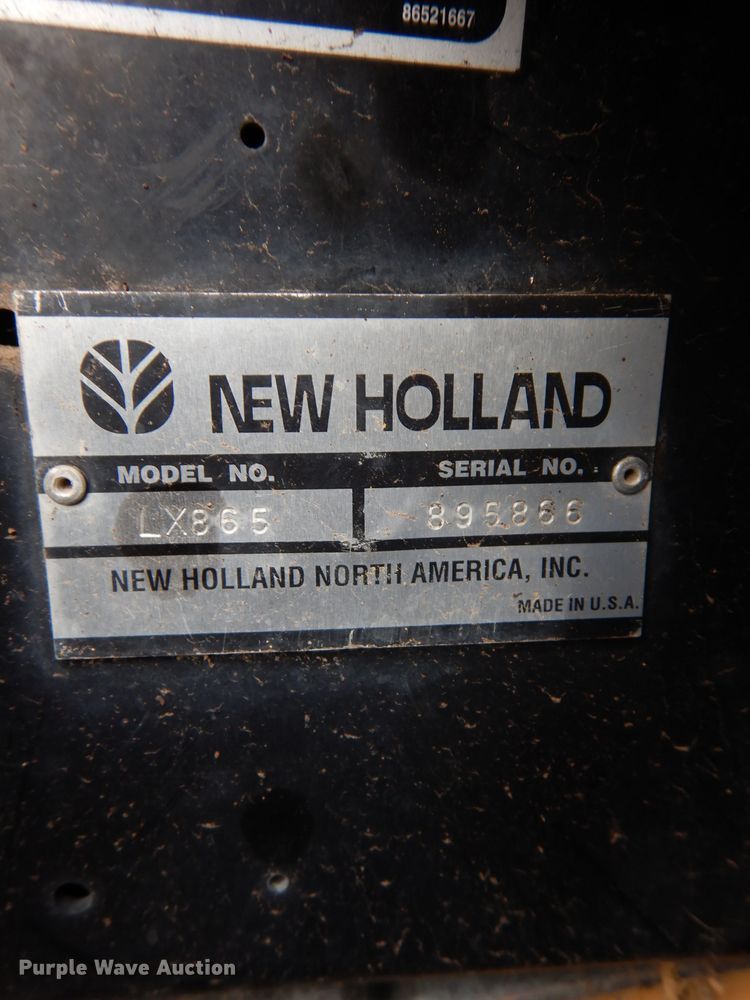 86521667
NEW HOLLAND
MODEL NO. SERIAL NO.
LX865 895866
NEW HOLLAND NORTH AMERICA, INC.
MADE IN U.S.A.
Purple Wave Auction